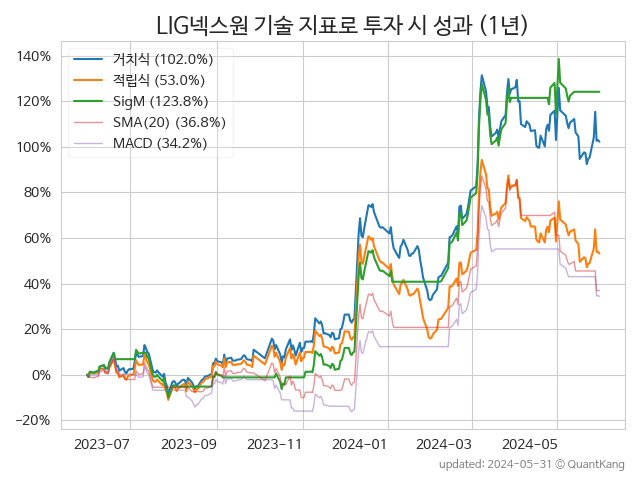 LIG넥스원 기술 지표로 투자 시 성과 (1년)
140%
120%
100%
80%
60%
40%
20%
0%
−20%
거치식 (102.0%)
적립식 (53.0%)
SigM (123.8%)
SMA(20) (36.8%)
MACD (34.2%)
2023-07 2023-09 2023-11 2024-01 2024-03 2024-05
updated: 2024-05-31 © QuantKang